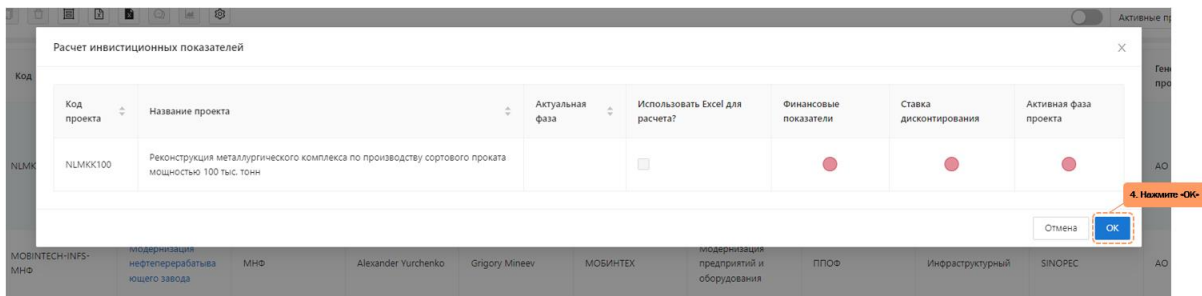 Активные пр
Расчет инвистиционных показателей
Код
Ген
про
Код проекта
Название проекта
Актуальная фаза
Использовать Excel для расчета?
Финансовые показатели
Ставка дисконтирования
Активная фаза проекта
NLMK
NLMKK100
Реконструкция металлургического комплекса по производству сортового проката
мощностью 100 тыс. тонн
АО
4. Нажмите «ОК»
Отмена
ОК
MOBINTECH-INFS-
МНФ
Модернизация
нефтеперерабатыва
ющего завода
МНФ
Alexander Yurchenko
Grigory Mineev
МОБИНТЕХ
Модернизация
предприятий и
оборудования
ППОФ
Инфраструктурный
SINOPEC
АО